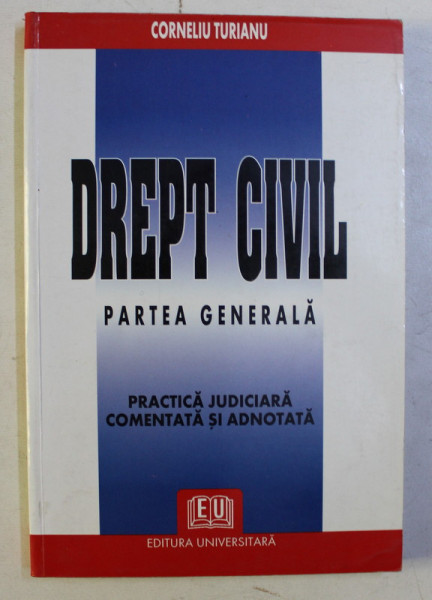 CORNELIU TURIANU
DREPT CIVIL
PARTEA GENERALĂ
PRACTICĂ JUDICIARĂ
COMENTATĂ ȘI ADNOTATĂ
EU
EDITURA UNIVERSITARĂ